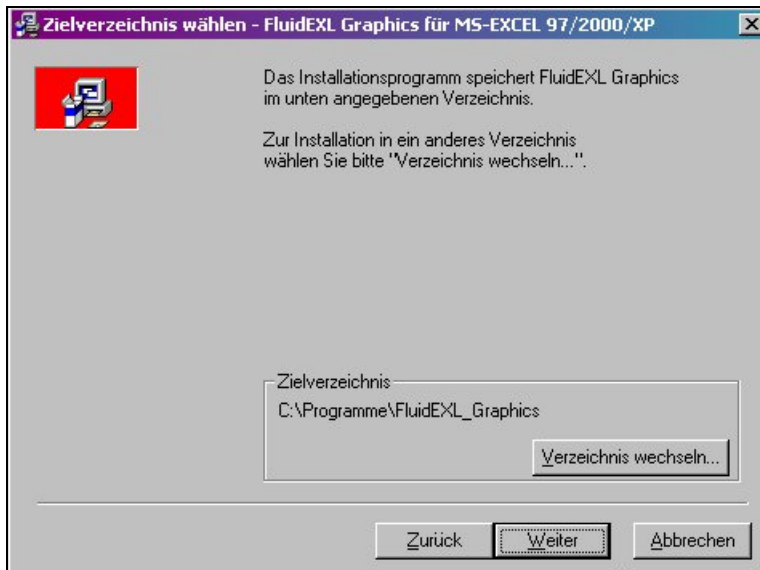 Zielverzeichnis wählen - FluidEXL Graphics für MS-EXCEL 97/2000/XP
Das Installationsprogramm speichert FluidEXL Graphics
im unten angegebenen Verzeichnis.
Zur Installation in ein anderes Verzeichnis
wählen Sie bitte "Verzeichnis wechseln...".
Zielverzeichnis
C:\Programme\FluidEXL_Graphics
Verzeichnis wechseln...
Zurück
Weiter
Abbrechen